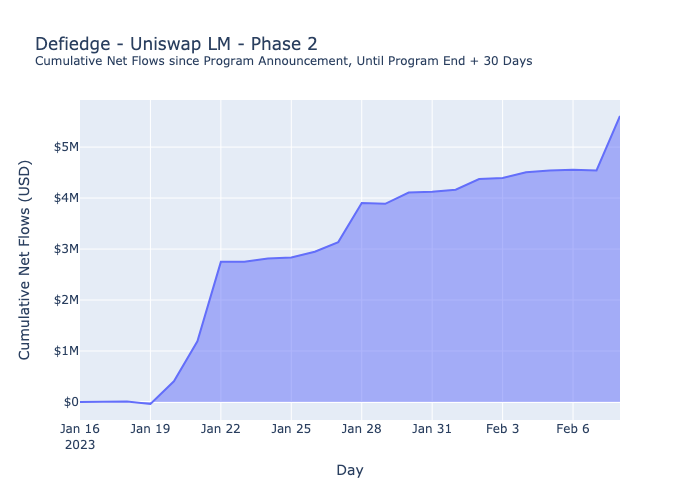 Defiedge - Uniswap LM - Phase 2
Cumulative Net Flows since Program Announcement, Until Program End + 30 Days
Cumulative Net Flows (USD)
$5M
$4M
$3M
$2M
$1M
$0
Jan 16 Jan 19 Jan 22 Jan 25 Jan 28 Jan 31 Feb 3 Feb 6
2023
Day